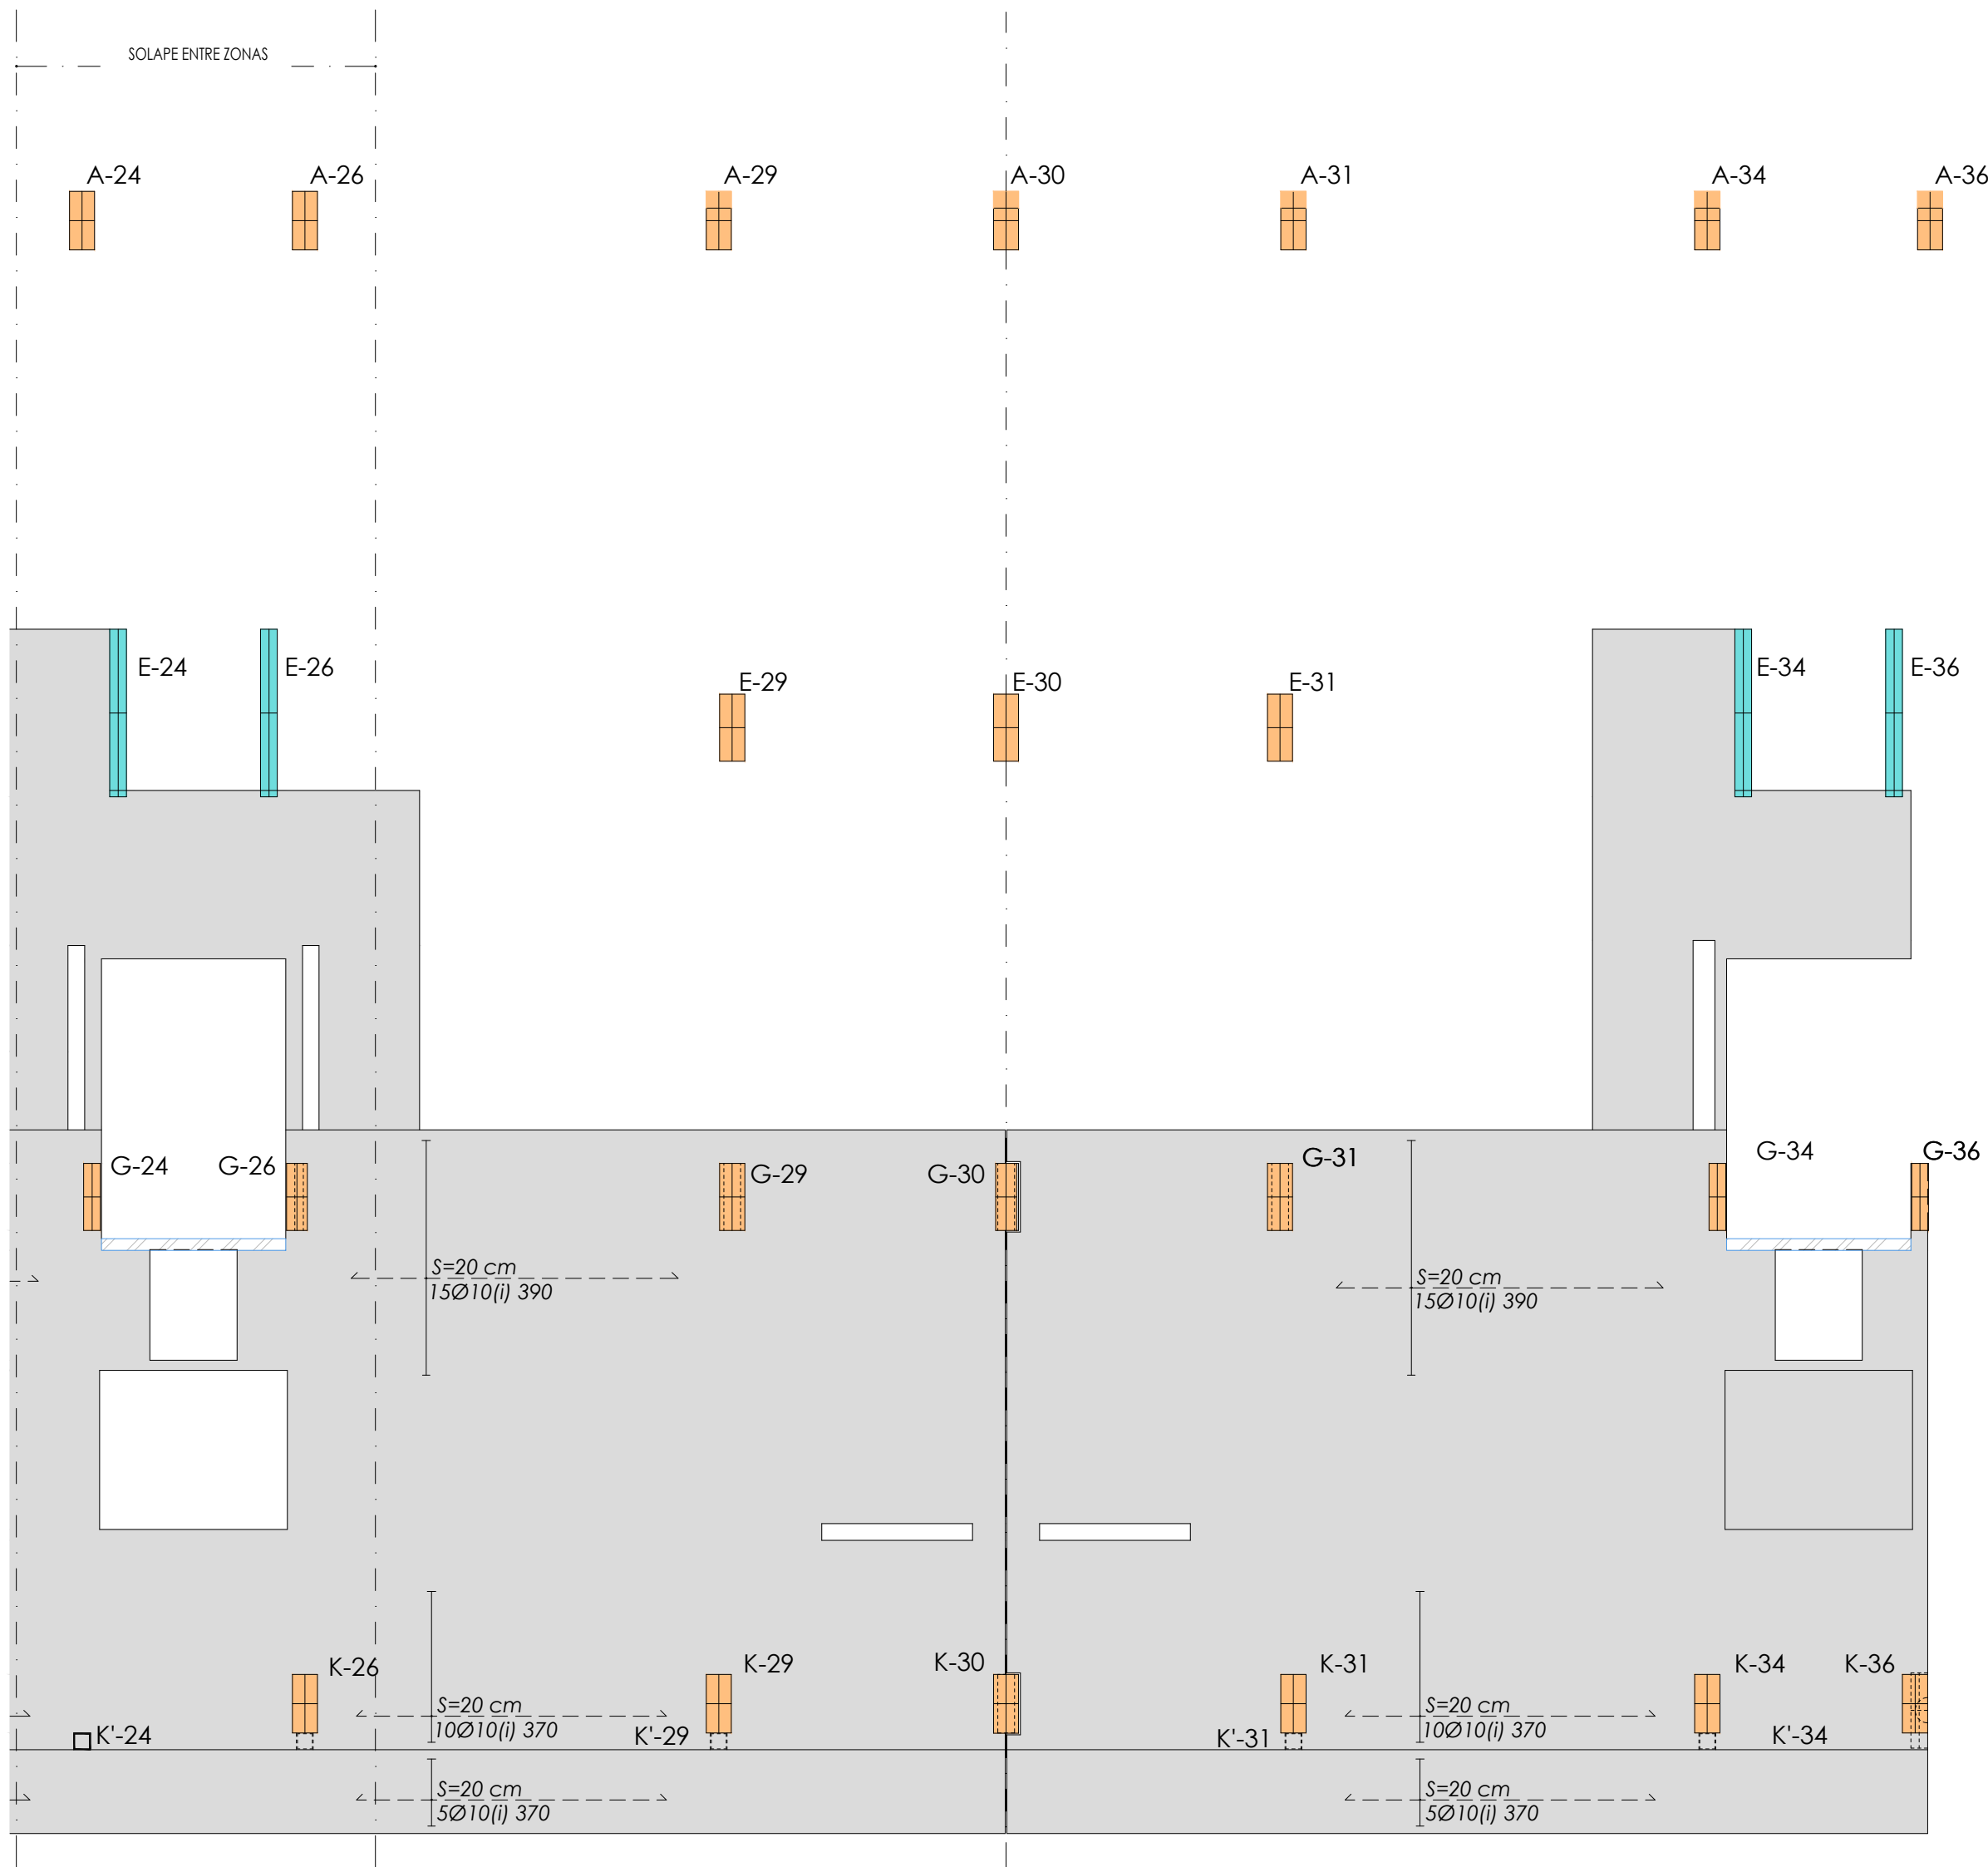 SOLAPE ENTRE ZONAS
A-24
A-26
A-29
A-30
A-31
A-34
A-36
E-24
E-26
E-29
E-30
E-31
E-34
E-36
G-24
G-26
G-29
G-30
G-31
G-34
G-36
S=20 cm
15Ø10(i) 390
S=20 cm
15Ø10(i) 390
K-26
K-29
K-30
K-31
K-34
K-36
S=20 cm
10Ø10(i) 370
S=20 cm
10Ø10(i) 370
K'-24
K'-29
K'-31
K'-34
S=20 cm
5Ø10(i) 370
S=20 cm
5Ø10(i) 370